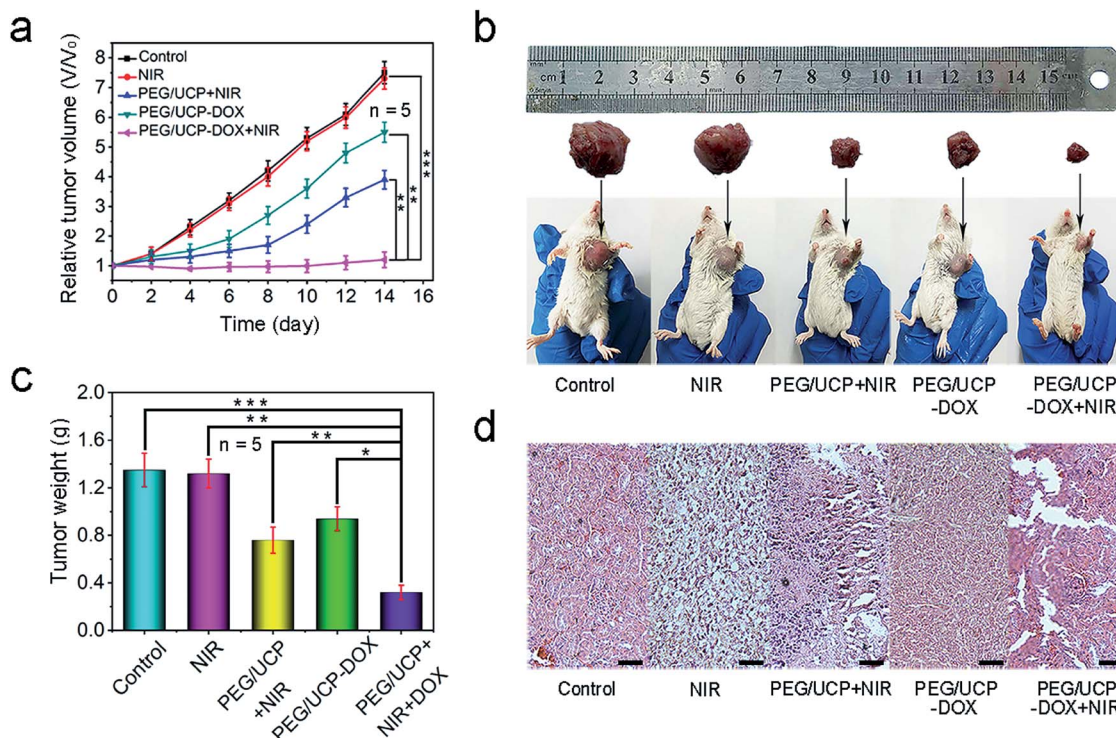 a
Relative tumor volume (V/V₀)
7
6
5
4
3
2
1
Control
NIR
PEG/UCP+NIR
PEG/UCP-DOX
PEG/UCP-DOX+NIR
n = 5
***
**
**
0 2 4 6 8 10 12 14 16
Time (day)
b
cm 1 2 3 4 5 6 7 8 9 10 11 12 13 14 15 cm
Control
NIR
PEG/UCP+NIR
PEG/UCP
-DOX
PEG/UCP
-DOX+NIR
c
Tumor weight (g)
2.0
1.6
1.2
0.8
0.4
0.0
***
**
n = 5
**
*
Control
NIR
PEG/UCP
+NIR
PEG/UCP-DOX
PEG/UCP+
NIR+DOX
d
Control
NIR
PEG/UCP+NIR
PEG/UCP
-DOX
PEG/UCP
-DOX+NIR